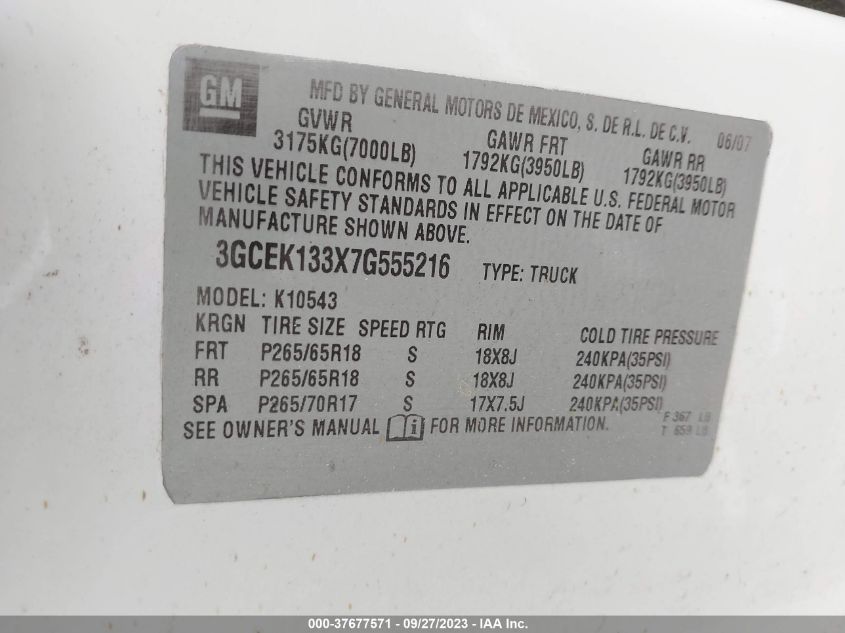 GM
MFD BY GENERAL MOTORS DE MEXICO, S. DE R.L. DE C.V. 06/07
GVWR GAWR FRT GAWR RR
3175KG(7000LB) 1792KG(3950LB) 1792KG(3950LB)
THIS VEHICLE CONFORMS TO ALL APPLICABLE U.S. FEDERAL MOTOR
VEHICLE SAFETY STANDARDS IN EFFECT ON THE DATE OF
MANUFACTURE SHOWN ABOVE.
3GCEK133X7G555216 TYPE: TRUCK
MODEL: K10543
KRGN TIRE SIZE SPEED RTG RIM COLD TIRE PRESSURE
FRT P265/65R18 S 18X8J 240KPA(35PSI)
RR P265/65R18 S 18X8J 240KPA(35PSI)
SPA P265/70R17 S 17X7.5J 240KPA(35PSI)
F 367 LB
SEE OWNER'S MANUAL i FOR MORE INFORMATION.
T 659 LB
000-37677571 - 09/27/2023 - IAA Inc.